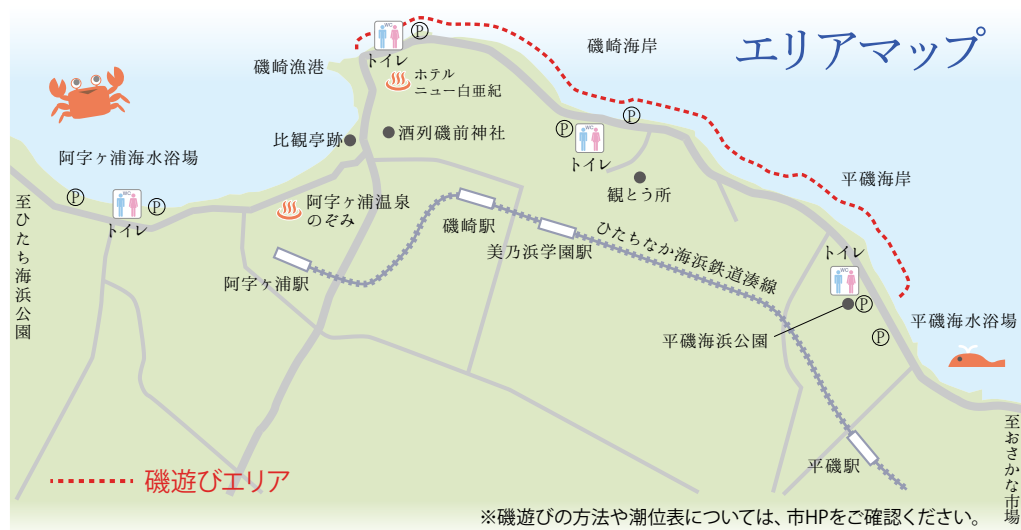 エリアマップ
磯崎海岸
WC
P
トイレ
磯崎漁港
ホテル
ニュー白亜紀
P
P
WC
トイレ
比観亭跡
酒列磯前神社
阿字ヶ浦海水浴場
平磯海岸
観とう所
P
WC
P
トイレ
至ひたち海浜公園
阿字ヶ浦温泉
のぞみ
磯崎駅
美乃浜学園駅
ひたちなか海浜鉄道湊線
阿字ヶ浦駅
トイレ
WC
P
平磯海水浴場
平磯海浜公園
P
至おさかな市場
平磯駅
磯遊びエリア
※磯遊びの方法や潮位表については、市HPをご確認ください。